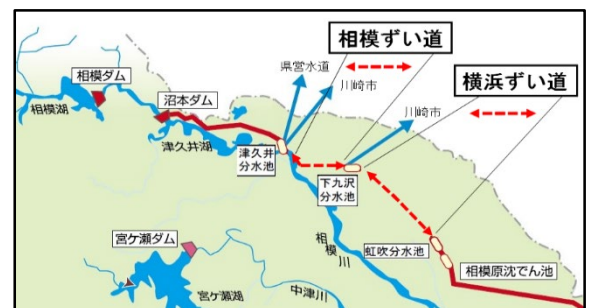 相模ずい道
県営水道
川崎市
横浜ずい道
相模ダム
相模湖
沼本ダム
川崎市
津久井湖
津久井
分水池
下九沢
分水池
宮ケ瀬ダム
相模川
虹吹分水池
相模原沈でん池
宮ケ瀬湖
中津川